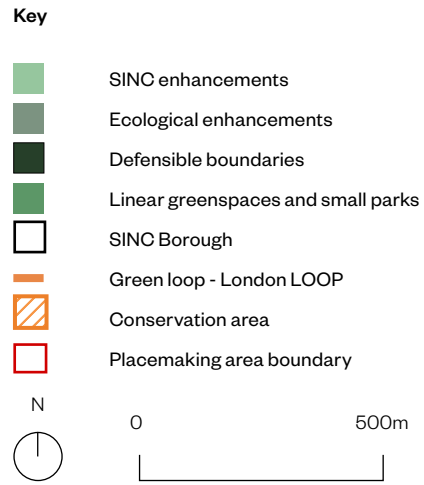 Key
SINC enhancements
Ecological enhancements
Defensible boundaries
Linear greenspaces and small parks
SINC Borough
Green loop - London LOOP
Conservation area
Placemaking area boundary
N
0 500m